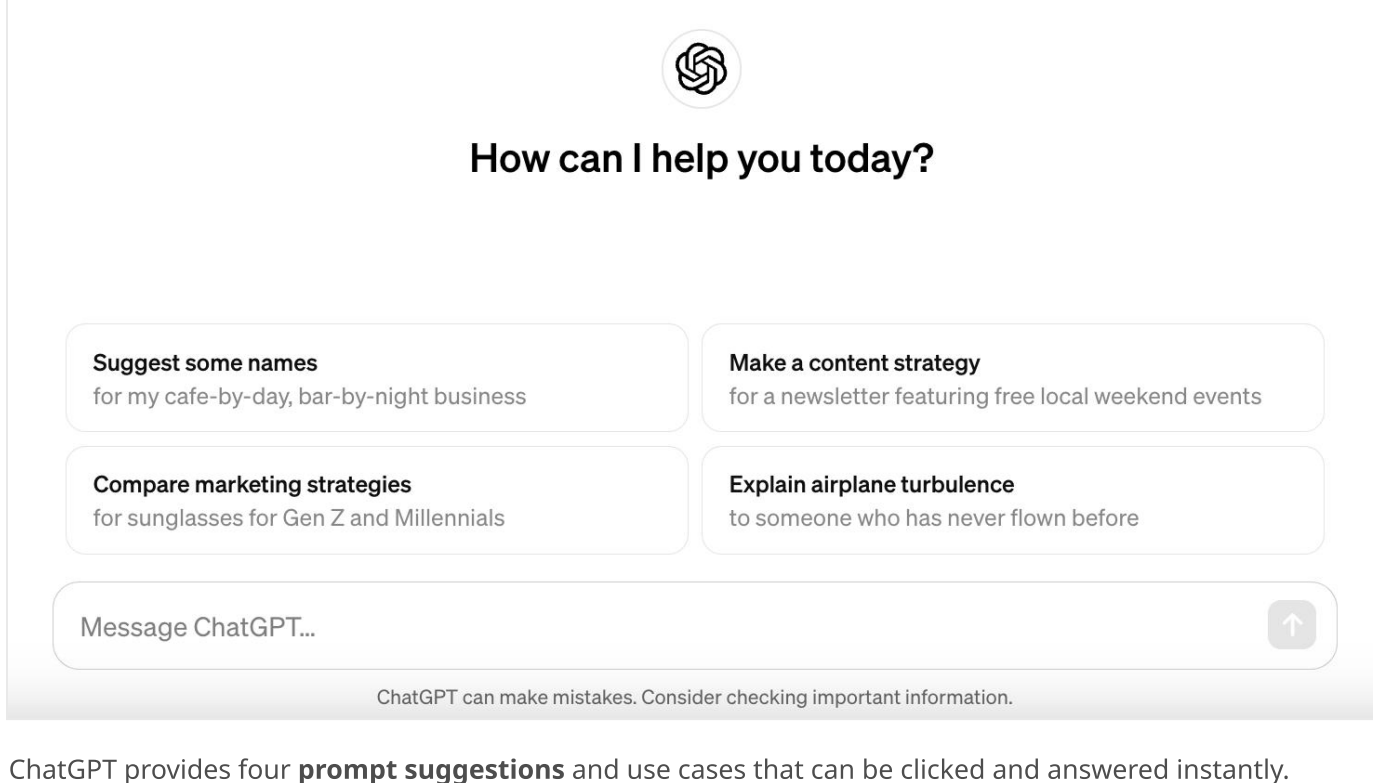 How can I help you today?
Suggest some names
for my cafe-by-day, bar-by-night business
Make a content strategy
for a newsletter featuring free local weekend events
Compare marketing strategies
for sunglasses for Gen Z and Millennials
Explain airplane turbulence
to someone who has never flown before
Message ChatGPT...
ChatGPT can make mistakes. Consider checking important information.
ChatGPT provides four prompt suggestions and use cases that can be clicked and answered instantly.